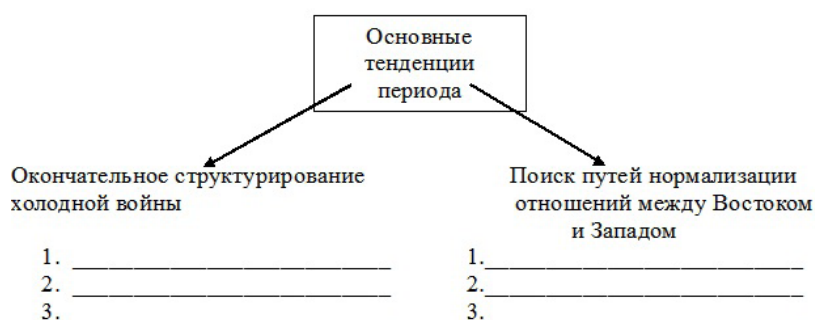 Основные
тенденции
периода
Окончательное структурирование
холодной войны
1. ____________________________
2. ____________________________
3.
Поиск путей нормализации
отношений между Востоком
и Западом
1.____________________________
2.____________________________
3.